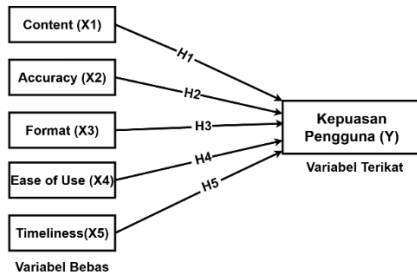 Content (X1)
H1
Accuracy (X2)
H2
Format (X3)
H3
Ease of Use (X4)
H4
Timeliness(X5)
H5
Variabel Bebas
Kepuasan
Pengguna (Y)
Variabel Terikat